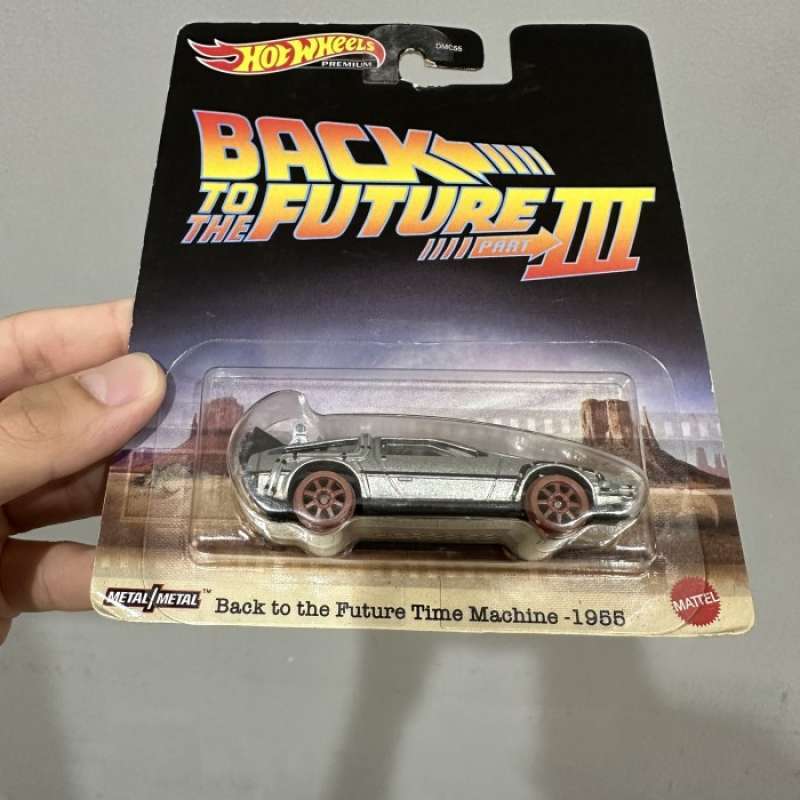 HOT WHEELS
PREMIUM
DMC55
BACK
TO THE FUTURE
PART III
METAL/METAL™
Back to the Future Time Machine -1955
MATTEL